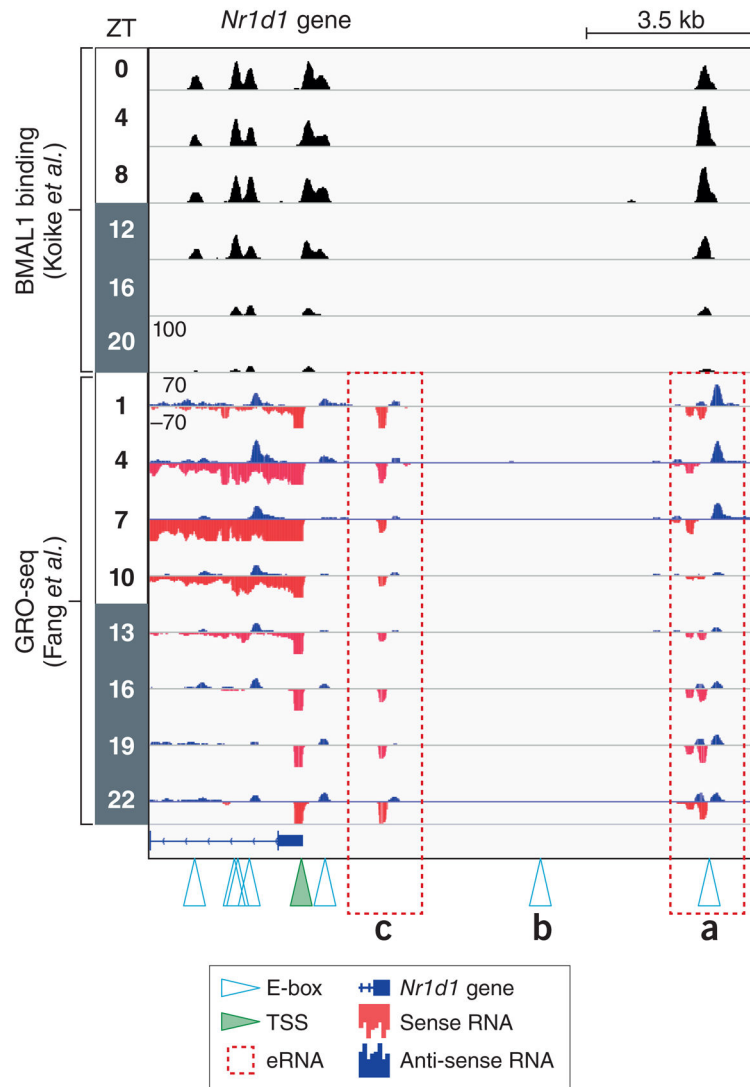 ZT
Nr1d1 gene
3.5 kb
BMAL1 binding
(Koike et al.)
0
4
8
12
16
20
100
GRO-seq
(Fang et al.)
1
70
–70
4
7
10
13
16
19
22
c
b
a
E-box
Nr1d1 gene
TSS
Sense RNA
eRNA
Anti-sense RNA